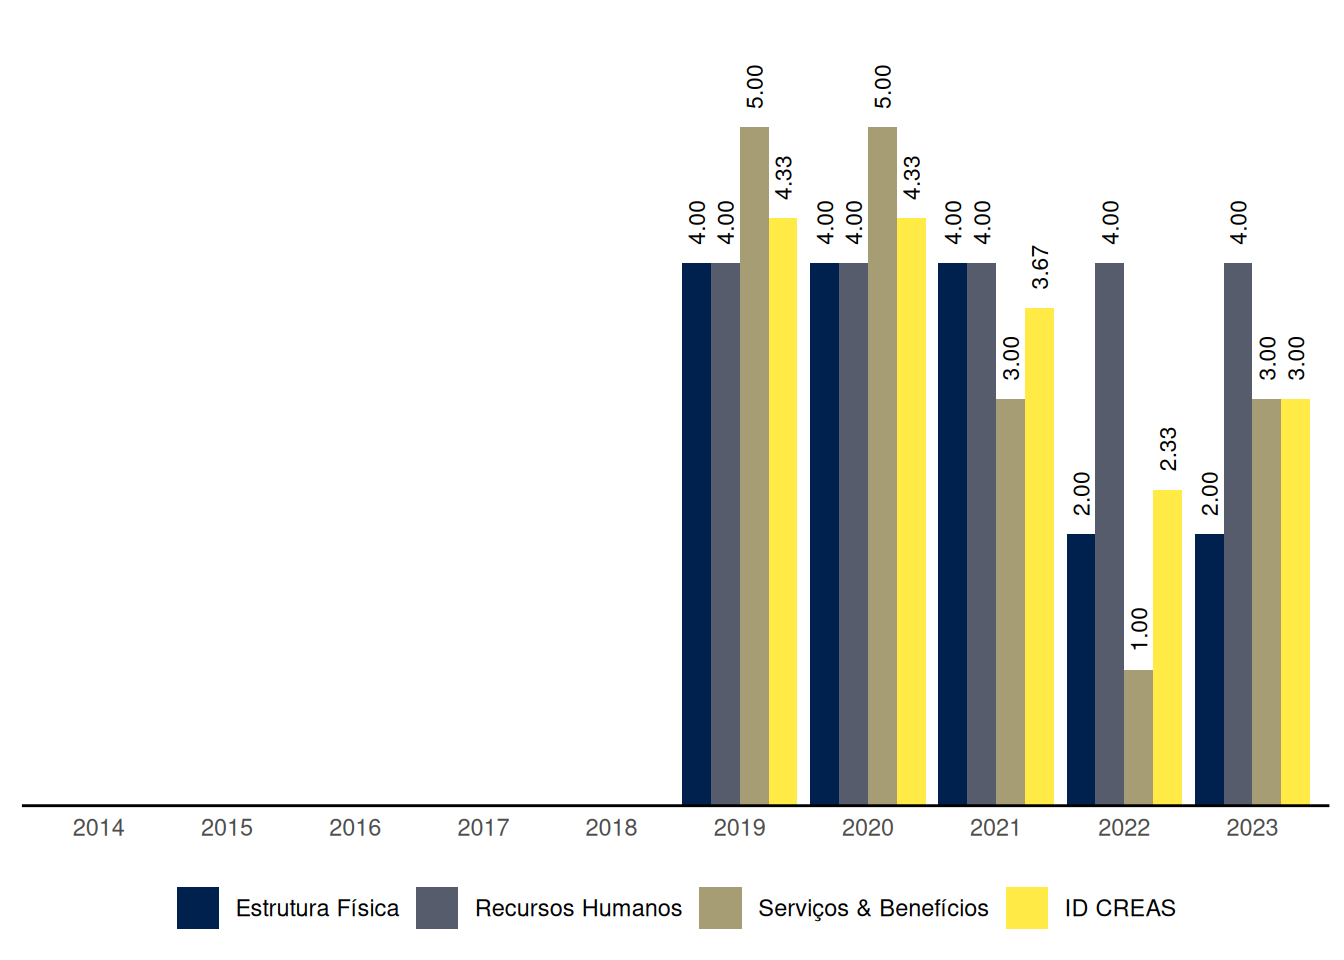 5.00 5.00
4.33 4.33
4.00 4.00 4.00 4.00 4.00 4.00 4.00 4.00
3.67
3.00 3.00 3.00
2.33
2.00 2.00
1.00
2014 2015 2016 2017 2018 2019 2020 2021 2022 2023
Estrutura Física Recursos Humanos Serviços & Benefícios ID CREAS